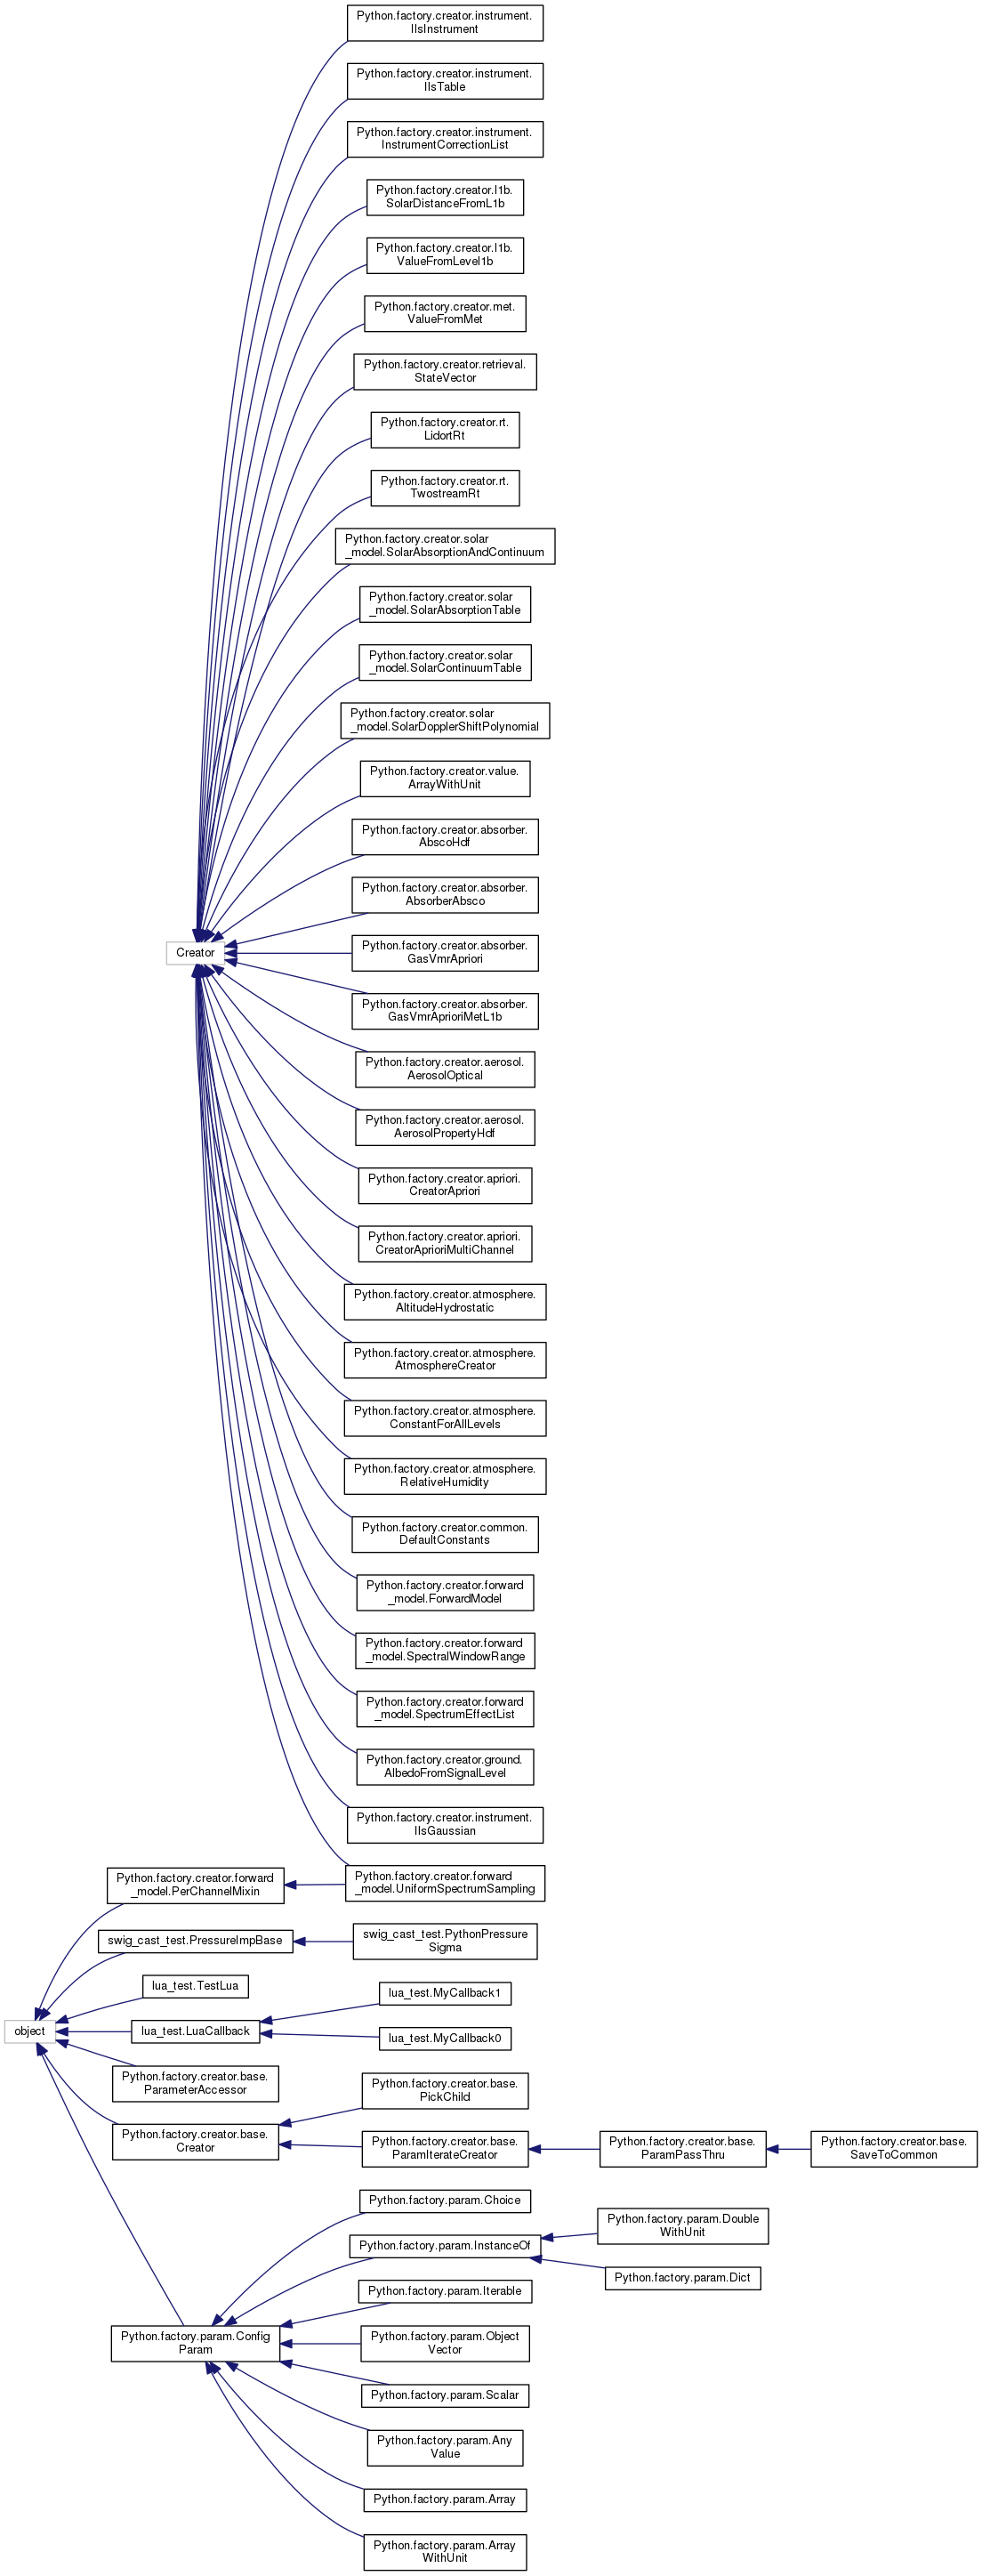 Python.factory.creator.instrument.
IlsInstrument
Python.factory.creator.instrument.
IlsTable
Python.factory.creator.instrument.
InstrumentCorrectionList
Python.factory.creator.l1b.
SolarDistanceFromL1b
Python.factory.creator.l1b.
ValueFromLevel1b
Python.factory.creator.met.
ValueFromMet
Python.factory.creator.retrieval.
StateVector
Python.factory.creator.rt.
LidortRt
Python.factory.creator.rt.
TwostreamRt
Python.factory.creator.solar
_model.SolarAbsorptionAndContinuum
Python.factory.creator.solar
_model.SolarAbsorptionTable
Python.factory.creator.solar
_model.SolarContinuumTable
Python.factory.creator.solar
_model.SolarDopplerShiftPolynomial
Python.factory.creator.value.
ArrayWithUnit
Python.factory.creator.absorber.
AbscoHdf
Python.factory.creator.absorber.
AbsorberAbsco
Creator
Python.factory.creator.absorber.
GasVmrApriori
Python.factory.creator.absorber.
GasVmrAprioriMetL1b
Python.factory.creator.aerosol.
AerosolOptical
Python.factory.creator.aerosol.
AerosolPropertyHdf
Python.factory.creator.apriori.
CreatorApriori
Python.factory.creator.apriori.
CreatorAprioriMultiChannel
Python.factory.creator.atmosphere.
AltitudeHydrostatic
Python.factory.creator.atmosphere.
AtmosphereCreator
Python.factory.creator.atmosphere.
ConstantForAllLevels
Python.factory.creator.atmosphere.
RelativeHumidity
Python.factory.creator.common.
DefaultConstants
Python.factory.creator.forward
_model.ForwardModel
Python.factory.creator.forward
_model.SpectralWindowRange
Python.factory.creator.forward
_model.SpectrumEffectList
Python.factory.creator.ground.
AlbedoFromSignalLevel
Python.factory.creator.instrument.
IlsGaussian
Python.factory.creator.forward
_model.PerChannelMixin
Python.factory.creator.forward
_model.UniformSpectrumSampling
swig_cast_test.PressureImpBase
swig_cast_test.PythonPressure
Sigma
lua_test.TestLua
lua_test.MyCallback1
object
lua_test.LuaCallback
lua_test.MyCallback0
Python.factory.creator.base.
ParameterAccessor
Python.factory.creator.base.
PickChild
Python.factory.creator.base.
Creator
Python.factory.creator.base.
ParamIterateCreator
Python.factory.creator.base.
ParamPassThru
Python.factory.creator.base.
SaveToCommon
Python.factory.param.Choice
Python.factory.param.InstanceOf
Python.factory.param.Double
WithUnit
Python.factory.param.Dict
Python.factory.param.Iterable
Python.factory.param.Config
Param
Python.factory.param.Object
Vector
Python.factory.param.Scalar
Python.factory.param.Any
Value
Python.factory.param.Array
Python.factory.param.Array
WithUnit